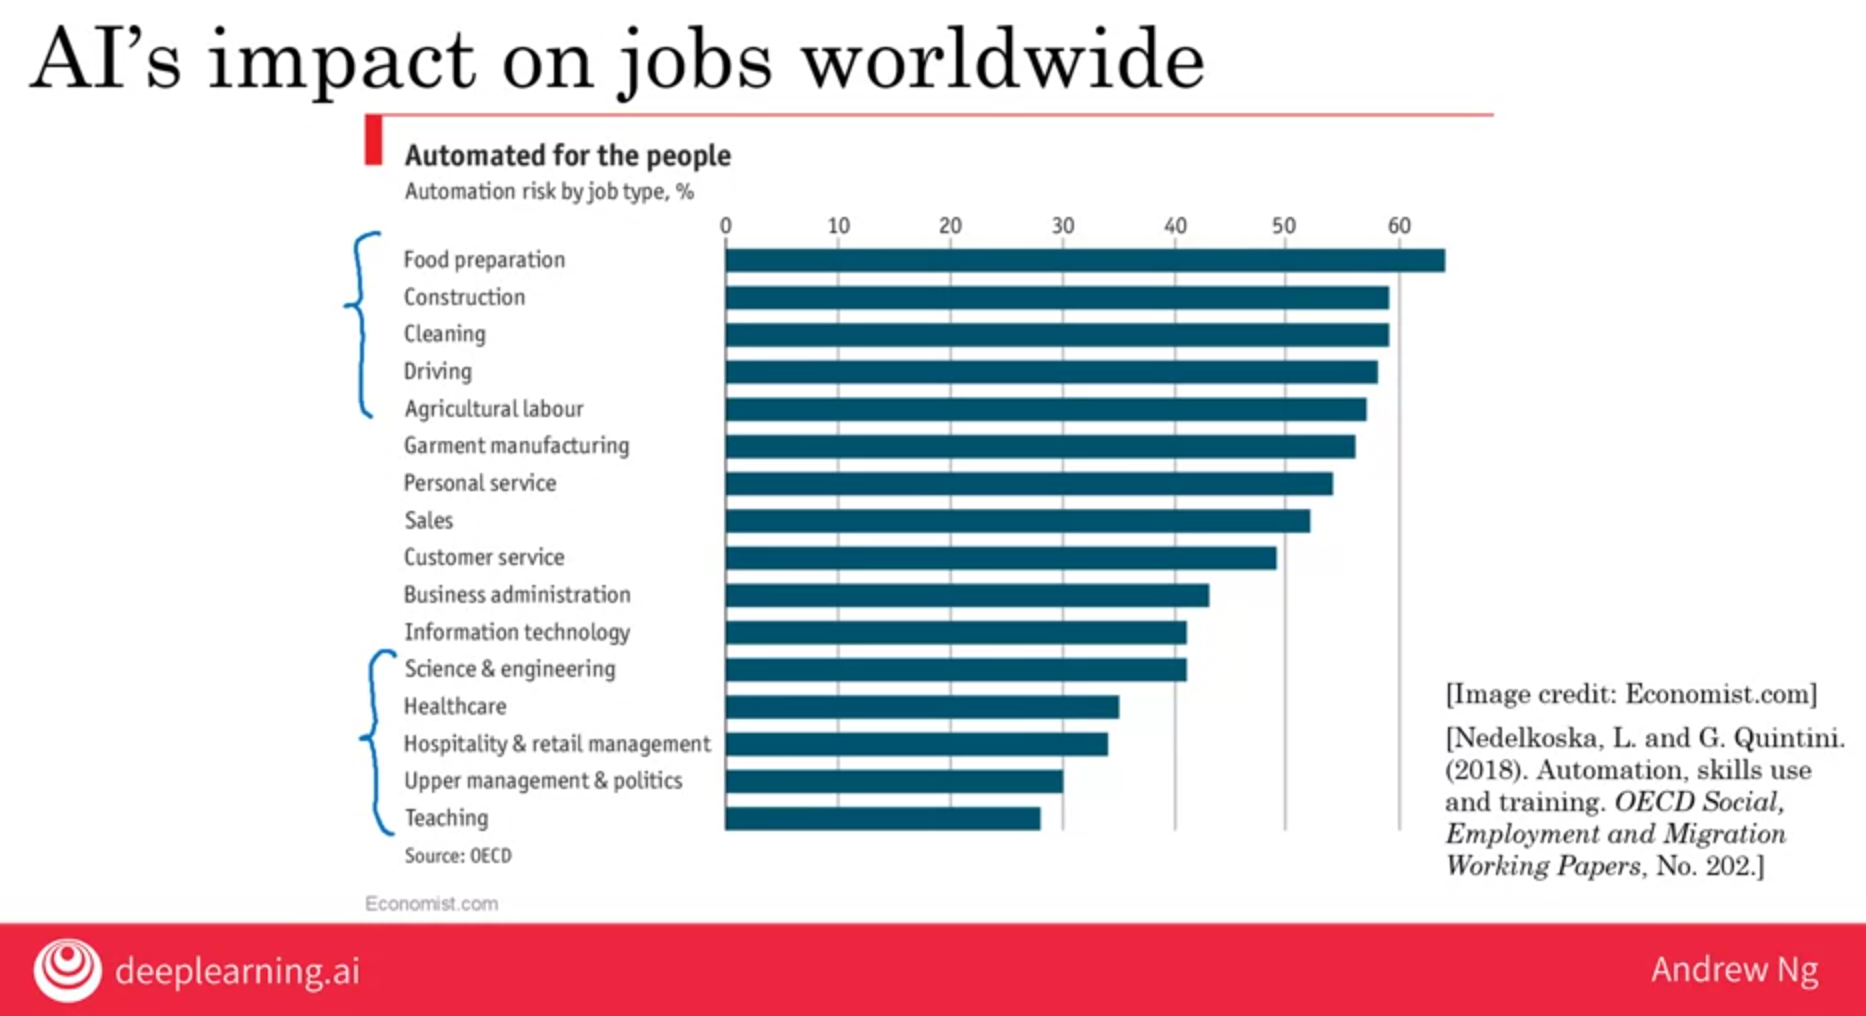 AI's impact on jobs worldwide
Automated for the people
Automation risk by job type, %
0 10 20 30 40 50 60
Food preparation
Construction
Cleaning
Driving
Agricultural labour
Garment manufacturing
Personal service
Sales
Customer service
Business administration
Information technology
Science & engineering
Healthcare
Hospitality & retail management
Upper management & politics
Teaching
Source: OECD
Economist.com
[Image credit: Economist.com]
[Nedelkoska, L. and G. Quintini.
(2018). Automation, skills use
and training. OECD Social,
Employment and Migration
Working Papers, No. 202.]
deeplearning.ai
Andrew Ng